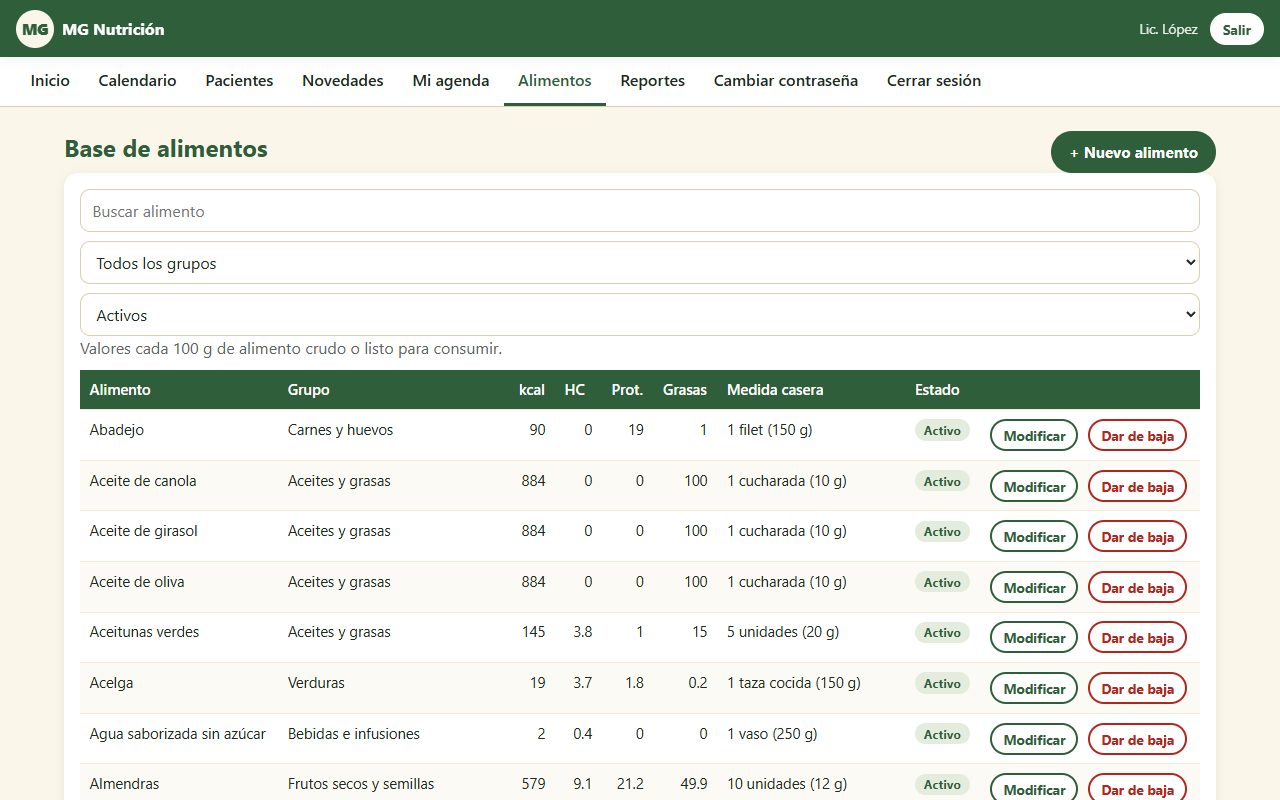 MG MG Nutrición Lic. López Salir
Inicio Calendario Pacientes Novedades Mi agenda Alimentos Reportes Cambiar contraseña Cerrar sesión
Base de alimentos + Nuevo alimento
Buscar alimento
Todos los grupos
Activos
Valores cada 100 g de alimento crudo o listo para consumir.
Alimento Grupo kcal HC Prot. Grasas Medida casera Estado
Abadejo Carnes y huevos 90 0 19 1 1 filet (150 g) Activo Modificar Dar de baja
Aceite de canola Aceites y grasas 884 0 0 100 1 cucharada (10 g) Activo Modificar Dar de baja
Aceite de girasol Aceites y grasas 884 0 0 100 1 cucharada (10 g) Activo Modificar Dar de baja
Aceite de oliva Aceites y grasas 884 0 0 100 1 cucharada (10 g) Activo Modificar Dar de baja
Aceitunas verdes Aceites y grasas 145 3.8 1 15 5 unidades (20 g) Activo Modificar Dar de baja
Acelga Verduras 19 3.7 1.8 0.2 1 taza cocida (150 g) Activo Modificar Dar de baja
Agua saborizada sin azúcar Bebidas e infusiones 2 0.4 0 0 1 vaso (250 g) Activo Modificar Dar de baja
Almendras Frutos secos y semillas 579 9.1 21.2 49.9 10 unidades (12 g) Activo Modificar Dar de baja